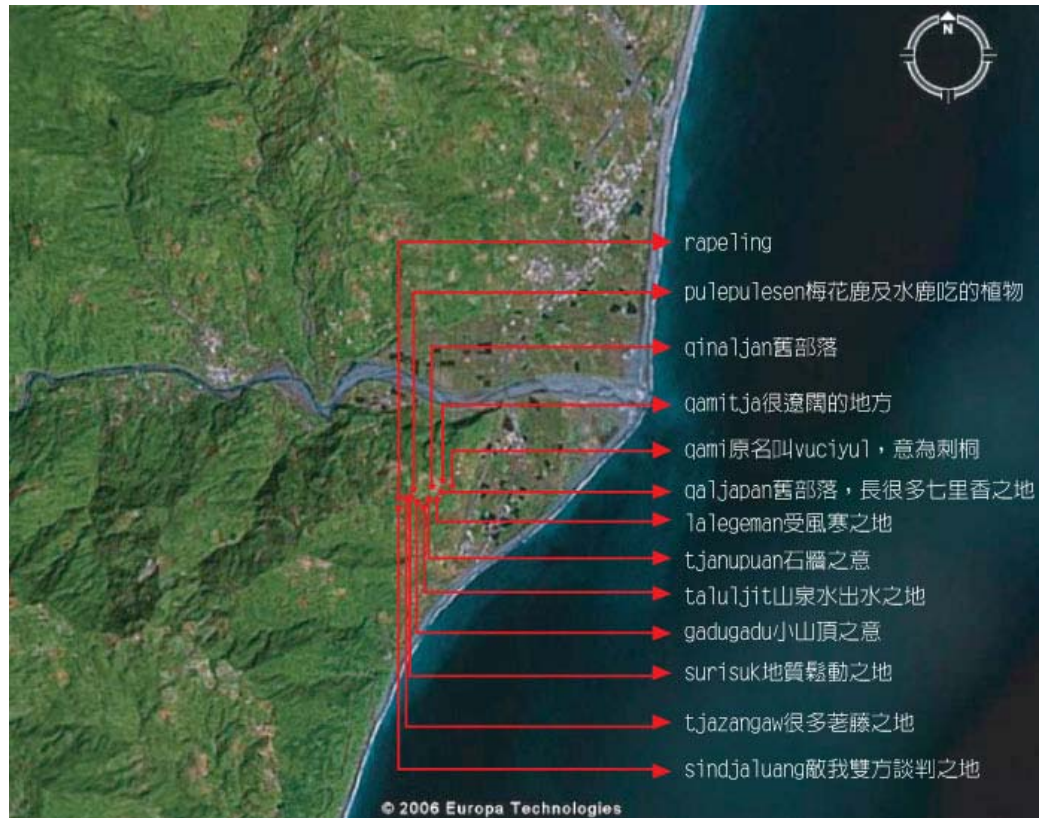 N
rapeling
pulepulesen梅花鹿及水鹿吃的植物
qinaljan舊部落
qamitja很遼闊的地方
qami原名叫vuciyul，意為刺桐
qaljapan舊部落，長很多七里香之地
lalegeman受風寒之地
tjanupuan石牆之意
taluljit山泉水出水之地
gadugadu小山頂之意
surisuk地質鬆動之地
tjazangaw很多荖藤之地
sindjaluang敵我雙方談判之地
© 2006 Europa Technologies